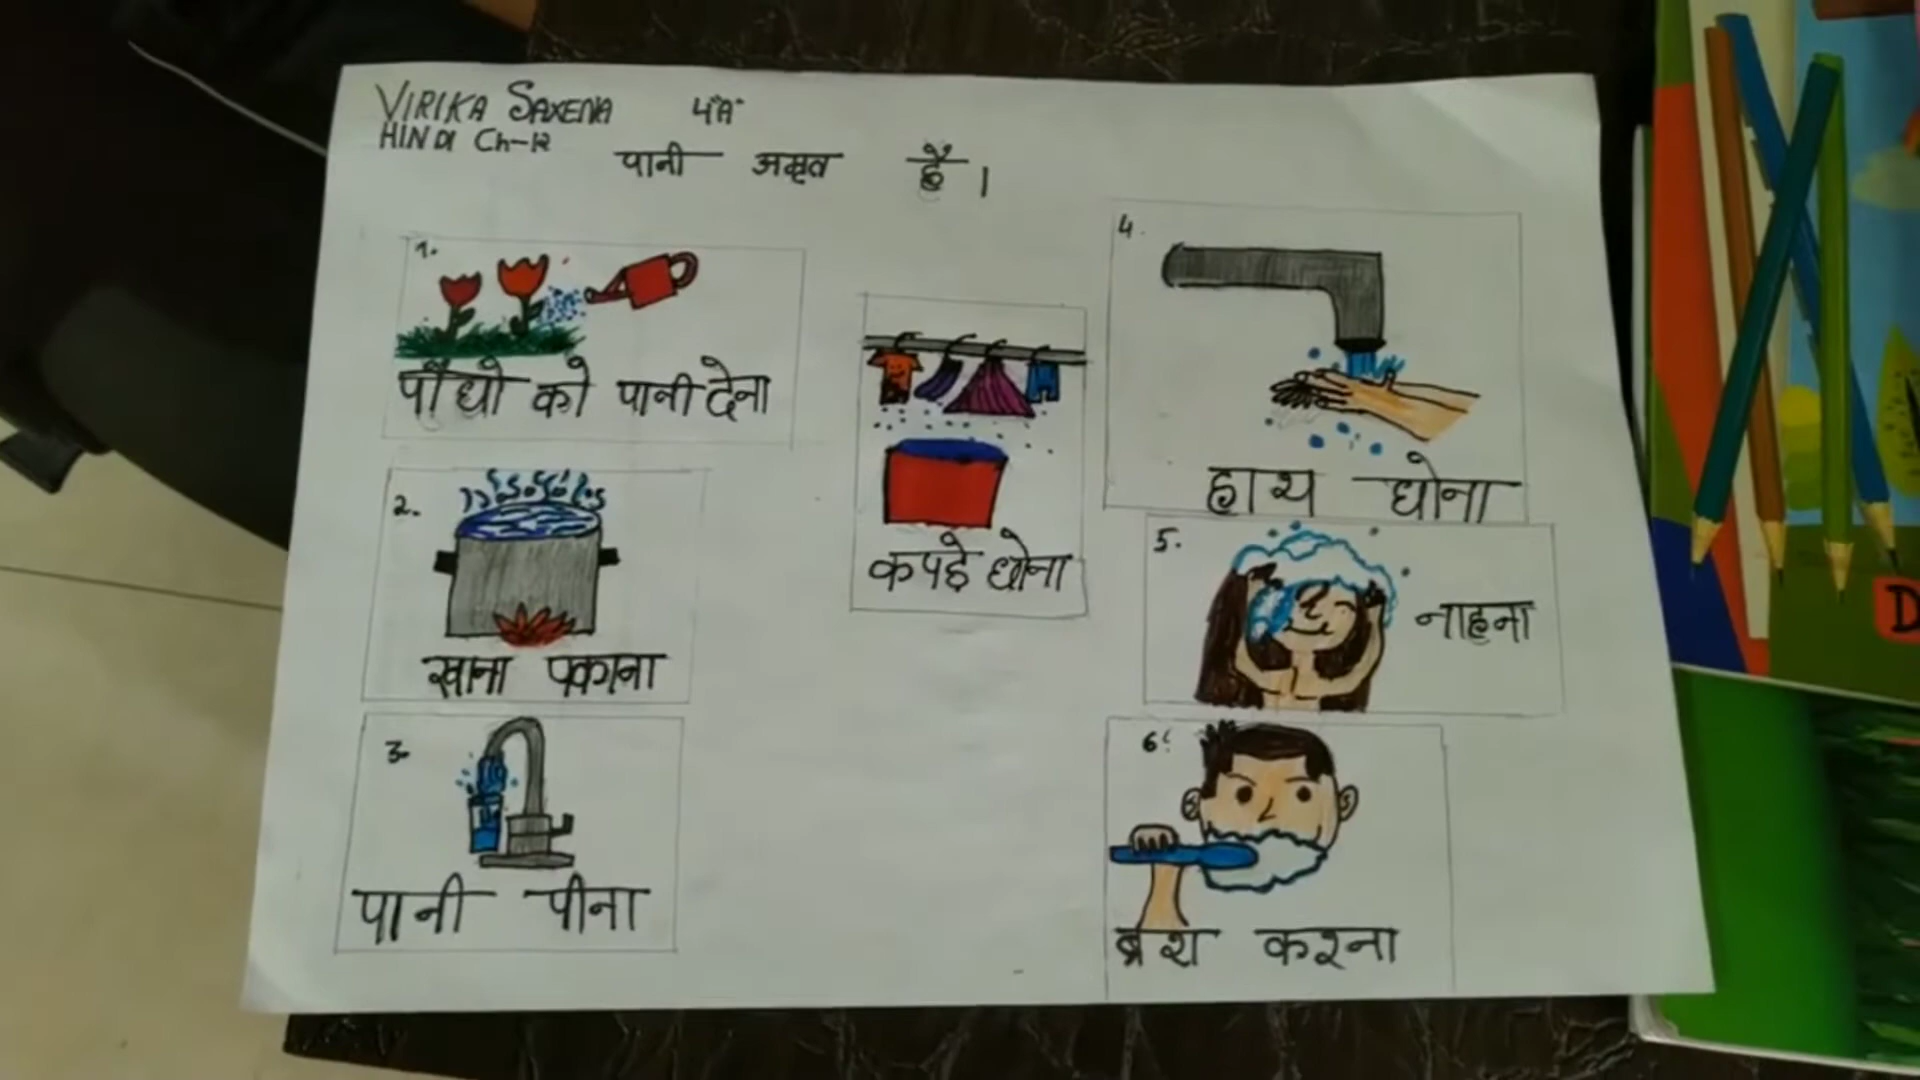 VIRIKA SAXENA 4"A"
HINDI Ch-12
पानी अमृत है।
1.
पौधो को पानी देना
2.
खाना पकाना
3.
पानी पीना
कपड़े धोना
4.
हाथ धोना
5.
नाहना
6.
ब्रश करना
D